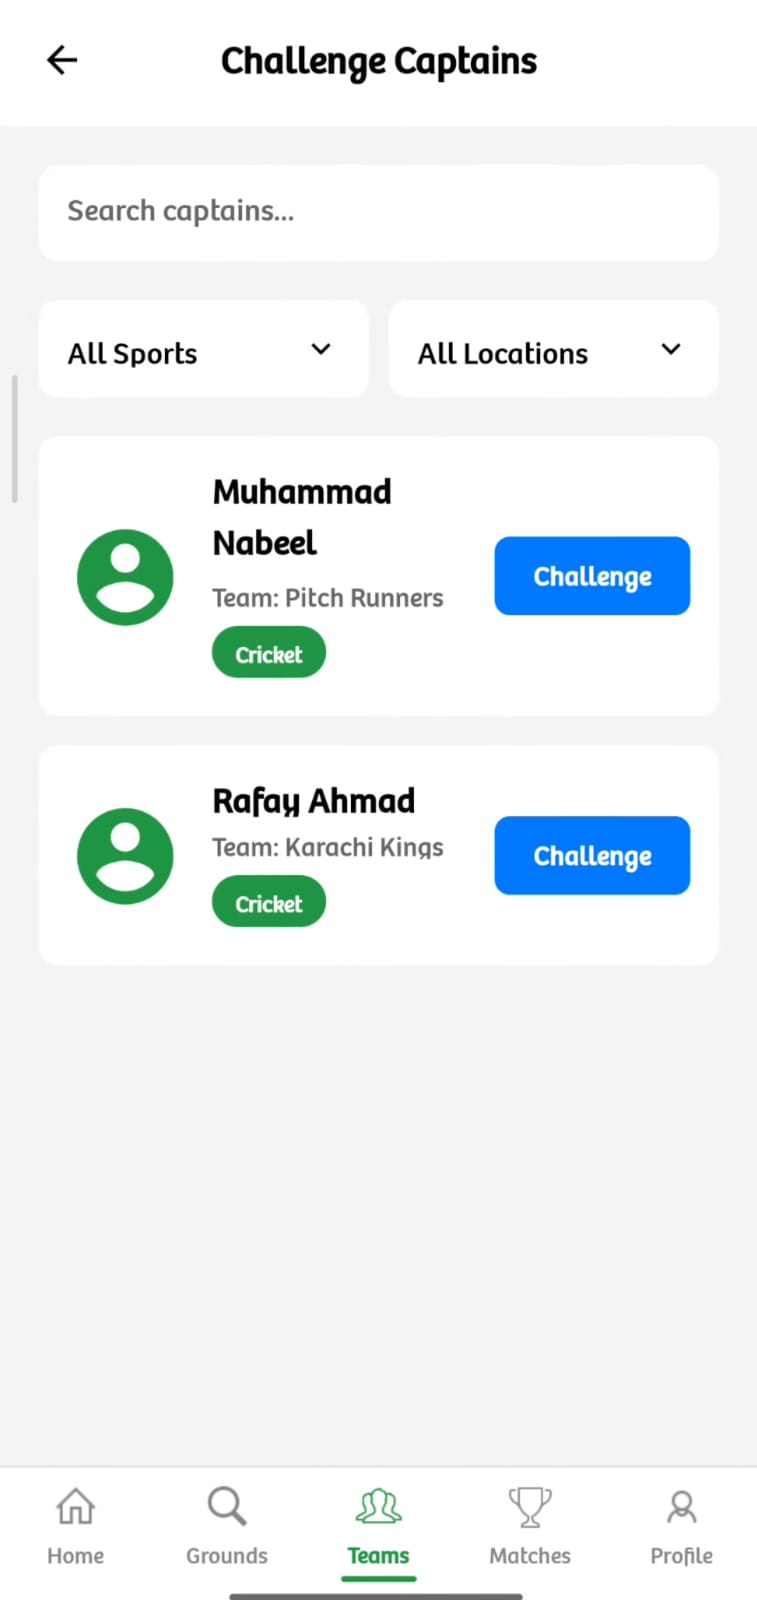 Challenge Captains
Search captains...
All Sports
All Locations
Muhammad
Nabeel
Team: Pitch Runners
Cricket
Challenge
Rafay Ahmad
Team: Karachi Kings
Cricket
Challenge
Home
Grounds
Teams
Matches
Profile